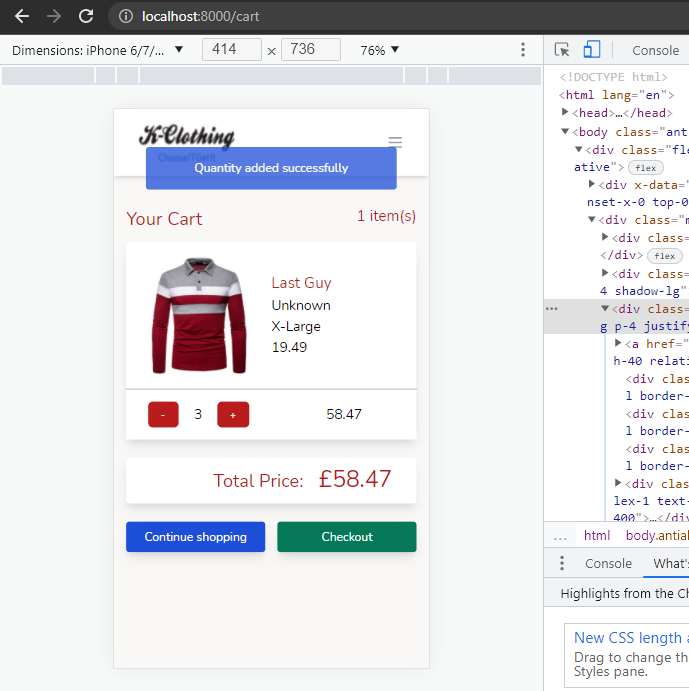 localhost:8000/cart
Dimensions: iPhone 6/7/... ▼ 414 × 736 76% ▼
Console
<!DOCTYPE html>
<html lang="en">
▶<head>…</head>
▼<body class="ant
▼<div class="fle
ative"> flex
▶<div x-data="
nset-x-0 top-0
▼<div class="m
▶<div class=
</div> flex
▶<div class=
4 shadow-lg"
... ▼<div class=
g p-4 justify
▶<a href="
h-40 relati
<div clas
l border-
<div clas
l border-
<div clas
l border-
▶<div clas
lex-1 text-
400">…</di
... html body.antial
Console What's
Highlights from the Ch
New CSS length a
Drag to change th
Styles pane.
K-Clothing
ChooseITGetIt
Quantity added successfully
Your Cart 1 item(s)
Last Guy
Unknown
X-Large
19.49
- 3 + 58.47
Total Price: £58.47
Continue shopping Checkout